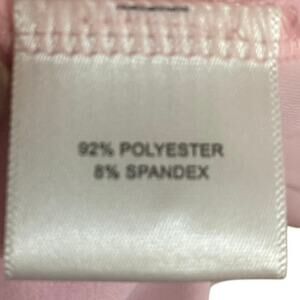 92% POLYESTER
8% SPANDEX